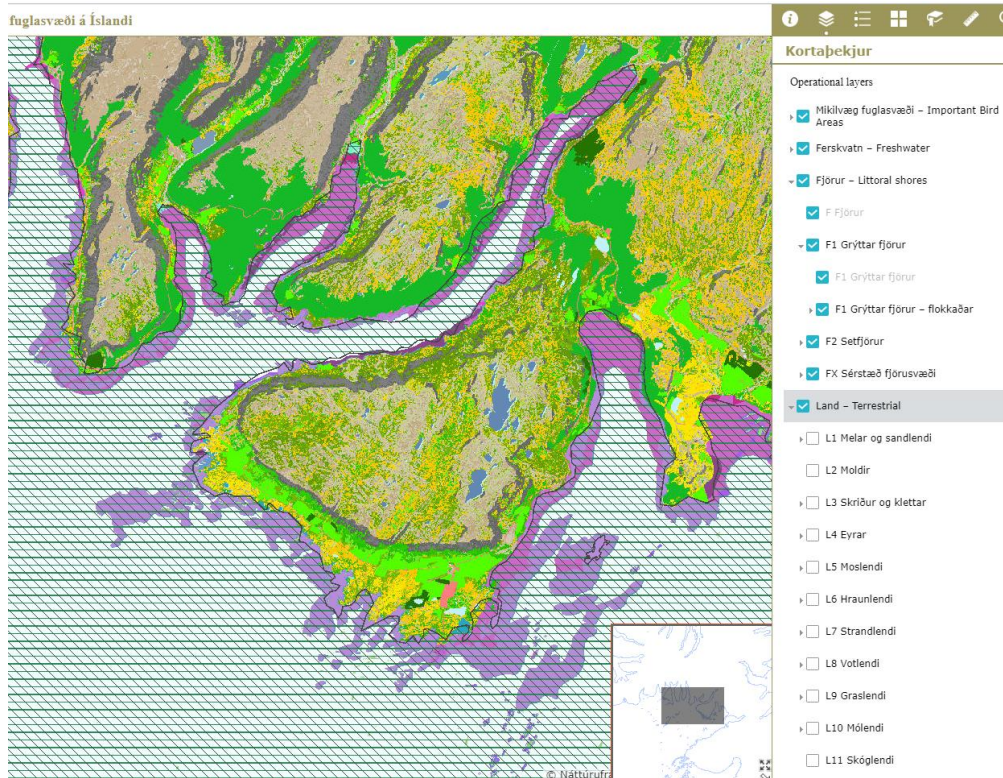 fuglasvæði á Íslandi
Kortaþekjur
Operational layers
Mikilvæg fuglasvæði – Important Bird
Areas
Ferskvatn – Freshwater
Fjörur – Littoral shores
F Fjörur
F1 Grýttar fjörur
F1 Grýttar fjörur
F1 Grýttar fjörur – flokkaðar
F2 Setfjörur
FX Sérstæð fjörusvæði
Land – Terrestrial
L1 Melar og sandlendi
L2 Moldir
L3 Skriður og klettar
L4 Eyrar
L5 Moslendi
L6 Hraunlendi
L7 Strandlendi
L8 Votlendi
L9 Graslendi
L10 Mólendi
L11 Skóglendi
© Náttúrufra